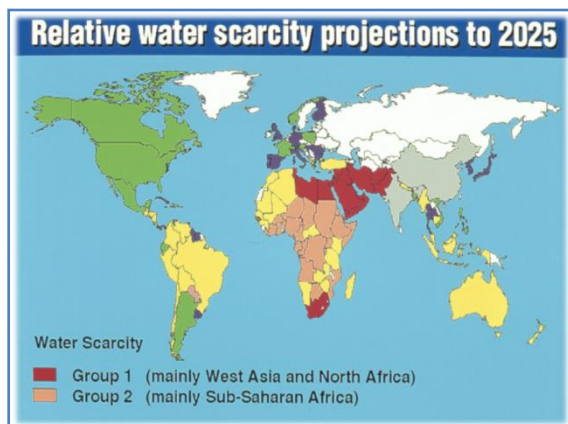 Relative water scarcity projections to 2025
Water Scarcity
Group 1 (mainly West Asia and North Africa)
Group 2 (mainly Sub-Saharan Africa)